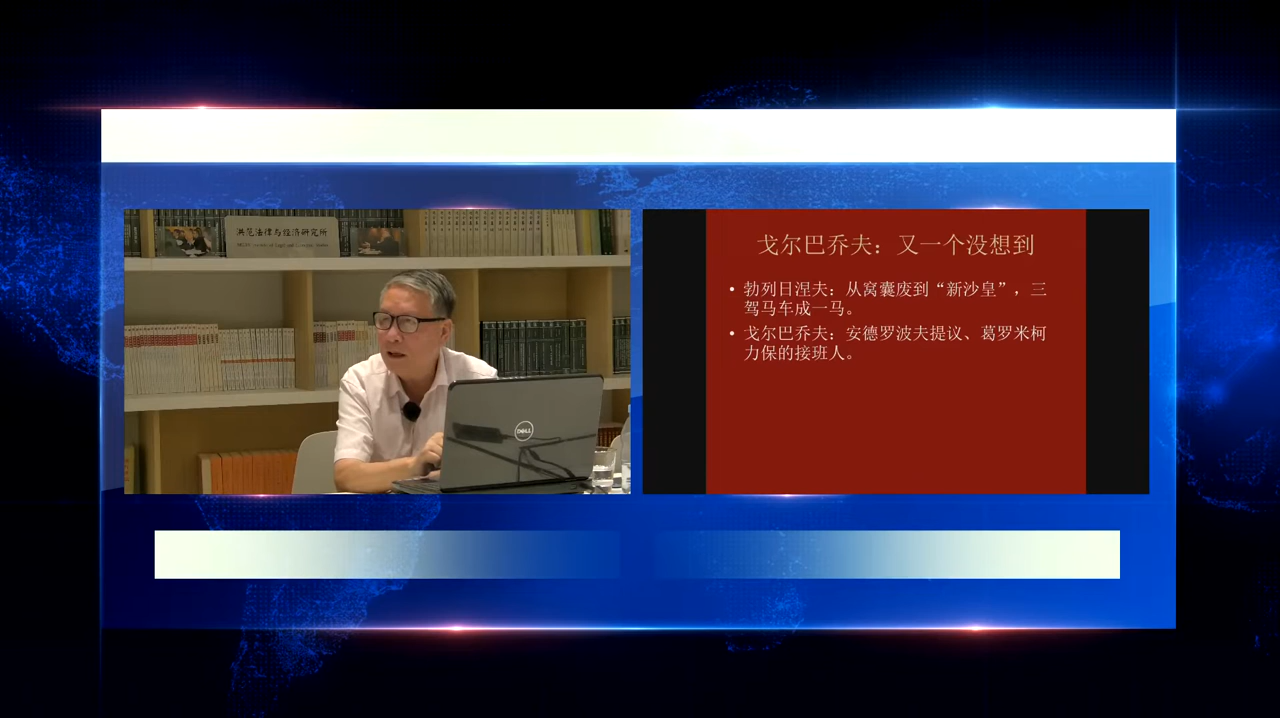 洪范法律与经济研究所
戈尔巴乔夫：又一个没想到
• 勃列日涅夫：从窝囊废到“新沙皇”，三
驾马车成一马。
• 戈尔巴乔夫：安德罗波夫提议、葛罗米柯
力保的接班人。
DELL